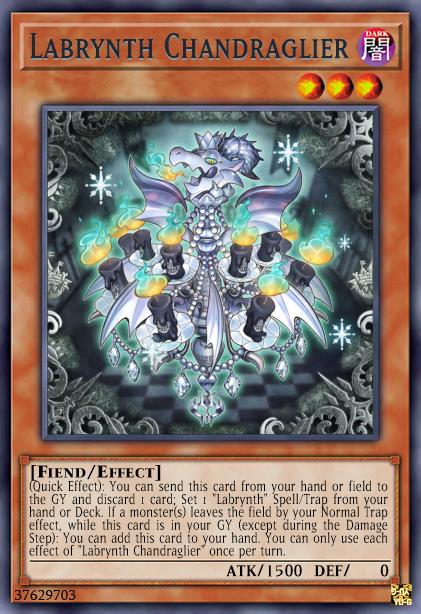 LABRYNTH CHANDRAGLIER
DARK
闇
[FIEND/EFFECT]
(Quick Effect): You can send this card from your hand or field to
the GY and discard 1 card; Set 1 "Labrynth" Spell/Trap from your
hand or Deck. If a monster(s) leaves the field by your Normal Trap
effect, while this card is in your GY (except during the Damage
Step): You can add this card to your hand. You can only use each
effect of "Labrynth Chandraglier" once per turn.
ATK/1500 DEF/ 0
37629703